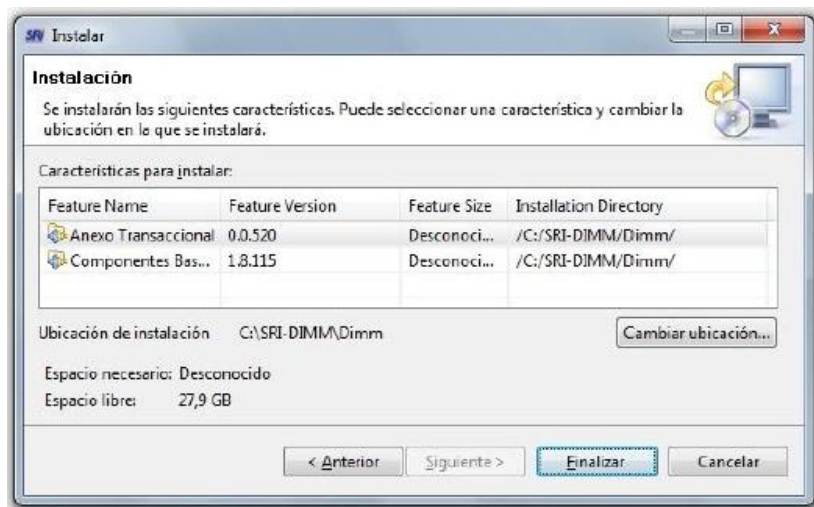 SRI Instalar
Instalación
Se instalarán las siguientes características. Puede seleccionar una característica y cambiar la
ubicación en la que se instalará.
Características para instalar:
Feature Name Feature Version Feature Size Installation Directory
Anexo Transaccional 0.0.520 Desconoci... /C:/SRI-DIMM/Dimm/
Componentes Bas... 1.8.115 Desconoci... /C:/SRI-DIMM/Dimm/
Ubicación de instalación C:\SRI-DIMM\Dimm Cambiar ubicación...
Espacio necesario: Desconocido
Espacio libre: 27,9 GB
< Anterior Siguiente > Finalizar Cancelar